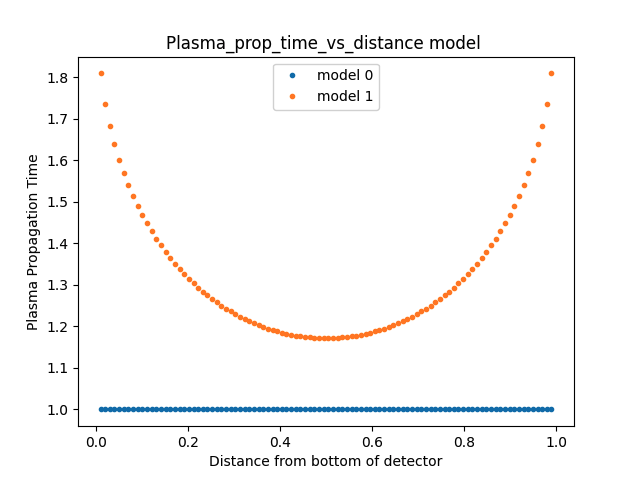 Plasma_prop_time_vs_distance model
model 0
model 1
Plasma Propagation Time
1.8
1.7
1.6
1.5
1.4
1.3
1.2
1.1
1.0
0.0 0.2 0.4 0.6 0.8 1.0
Distance from bottom of detector